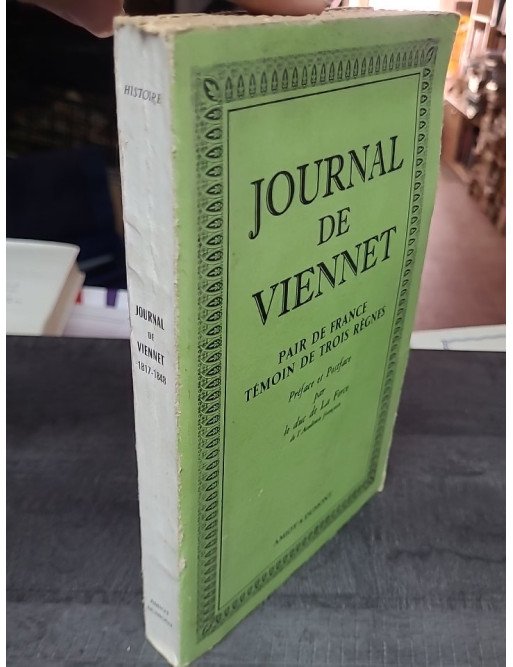 HISTOIRE
JOURNAL
DE
VIENNET
1817-1848
JOURNAL
DE
VIENNET
PAIR DE FRANCE
TÉMOIN DE TROIS RÈGNES
Préface et Postface
par
le duc de La Force
de l'Académie française
AMIOT-DUMONT